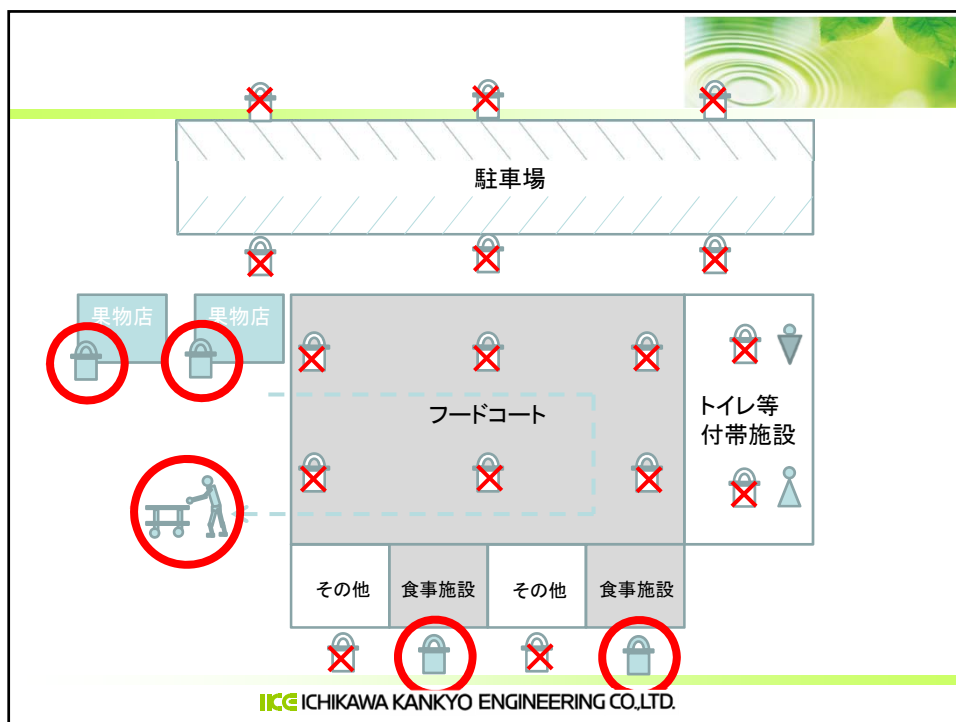 駐車場
果物店
果物店
フードコート
トイレ等
付帯施設
その他
食事施設
その他
食事施設
IKE ICHIKAWA KANKYO ENGINEERING CO.,LTD.